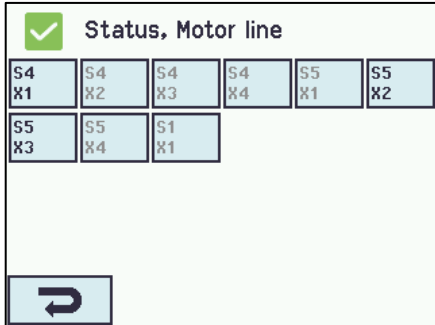 Status, Motor line
S4 S4 S4 S4 S5 S5
X1 X2 X3 X4 X1 X2
S5 S5 S1
X3 X4 X1